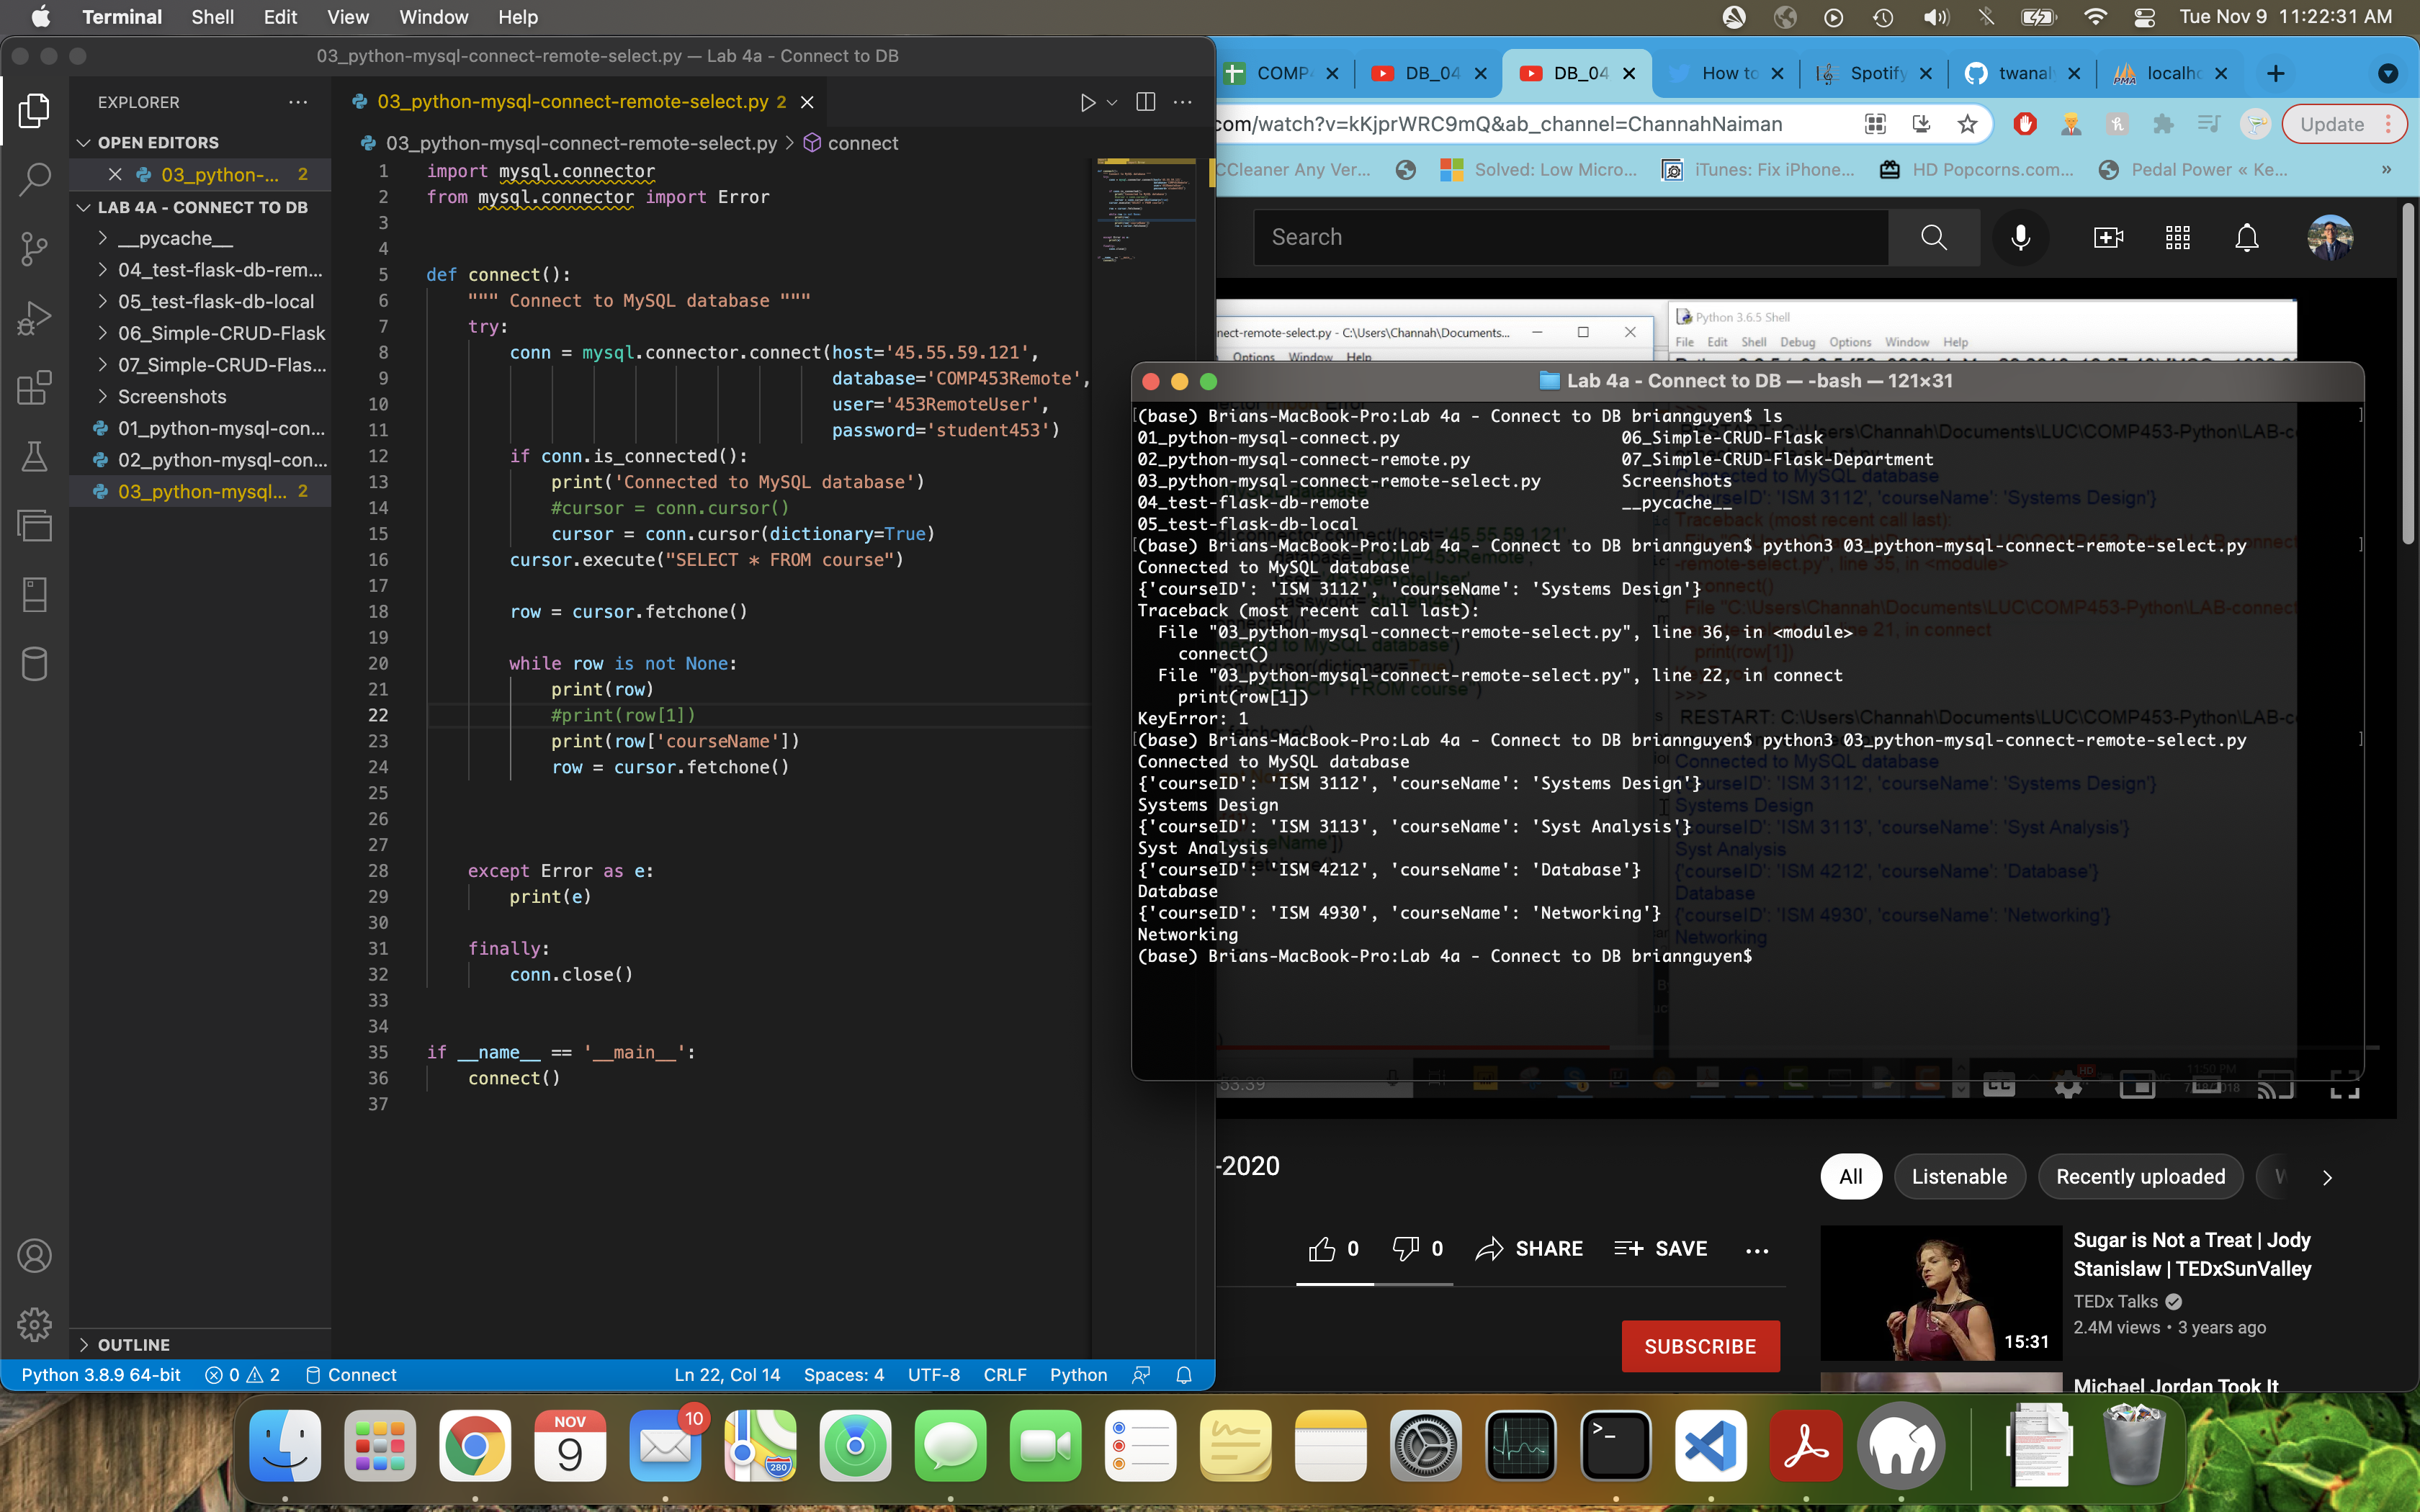 Terminal Shell Edit View Window Help
Tue Nov 9 11:22:31 AM
03_python-mysql-connect-remote-select.py — Lab 4a - Connect to DB
EXPLORER
OPEN EDITORS
03_python-... 2
LAB 4A - CONNECT TO DB
__pycache__
04_test-flask-db-rem...
05_test-flask-db-local
06_Simple-CRUD-Flask
07_Simple-CRUD-Flas...
Screenshots
01_python-mysql-con...
02_python-mysql-con...
03_python-mysql... 2
OUTLINE
03_python-mysql-connect-remote-select.py 2
03_python-mysql-connect-remote-select.py > connect
1 import mysql.connector
2 from mysql.connector import Error
3
4
5 def connect():
6 """ Connect to MySQL database """
7 try:
8 conn = mysql.connector.connect(host='45.55.59.121',
9 database='COMP453Remote',
10 user='453RemoteUser',
11 password='student453')
12 if conn.is_connected():
13 print('Connected to MySQL database')
14 #cursor = conn.cursor()
15 cursor = conn.cursor(dictionary=True)
16 cursor.execute("SELECT * FROM course")
17
18 row = cursor.fetchone()
19
20 while row is not None:
21 print(row)
22 #print(row[1])
23 print(row['courseName'])
24 row = cursor.fetchone()
25
26
27
28 except Error as e:
29 print(e)
30
31 finally:
32 conn.close()
33
34
35 if __name__ == '__main__':
36 connect()
37
Python 3.8.9 64-bit 0 2 Connect Ln 22, Col 14 Spaces: 4 UTF-8 CRLF Python
COMP DB_04 DB_04 How to Spotify twanal localho
com/watch?v=kKjprWRC9mQ&ab_channel=ChannahNaiman
Update
CCleaner Any Ver... Solved: Low Micro... iTunes: Fix iPhone... HD Popcorns.com... Pedal Power « Ke... »
Search
nect-remote-select.py - C:\Users\Channah\Documents...
Options Window Help
Python 3.6.5 Shell
File Edit Shell Debug Options Window Help
Lab 4a - Connect to DB — -bash — 121×31
(base) Brians-MacBook-Pro:Lab 4a - Connect to DB briannguyen$ ls
01_python-mysql-connect.py 06_Simple-CRUD-Flask
02_python-mysql-connect-remote.py 07_Simple-CRUD-Flask-Department
03_python-mysql-connect-remote-select.py Screenshots
04_test-flask-db-remote __pycache__
05_test-flask-db-local
(base) Brians-MacBook-Pro:Lab 4a - Connect to DB briannguyen$ python3 03_python-mysql-connect-remote-select.py
Connected to MySQL database
{'courseID': 'ISM 3112', 'courseName': 'Systems Design'}
Traceback (most recent call last):
File "03_python-mysql-connect-remote-select.py", line 36, in <module>
connect()
File "03_python-mysql-connect-remote-select.py", line 22, in connect
print(row[1])
KeyError: 1
(base) Brians-MacBook-Pro:Lab 4a - Connect to DB briannguyen$ python3 03_python-mysql-connect-remote-select.py
Connected to MySQL database
{'courseID': 'ISM 3112', 'courseName': 'Systems Design'}
Systems Design
{'courseID': 'ISM 3113', 'courseName': 'Syst Analysis'}
Syst Analysis
{'courseID': 'ISM 4212', 'courseName': 'Database'}
Database
{'courseID': 'ISM 4930', 'courseName': 'Networking'}
Networking
(base) Brians-MacBook-Pro:Lab 4a - Connect to DB briannguyen$
-2020
0 0 SHARE SAVE
SUBSCRIBE
All Listenable Recently uploaded
Sugar is Not a Treat | Jody
Stanislaw | TEDxSunValley
TEDx Talks
2.4M views • 3 years ago
15:31
Michael Jordan Took It
NOV
9
10
280